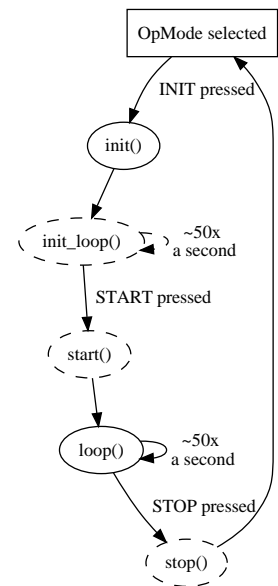 OpMode selected
INIT pressed
init()
init_loop()
~50x
a second
START pressed
start()
loop()
~50x
a second
STOP pressed
stop()